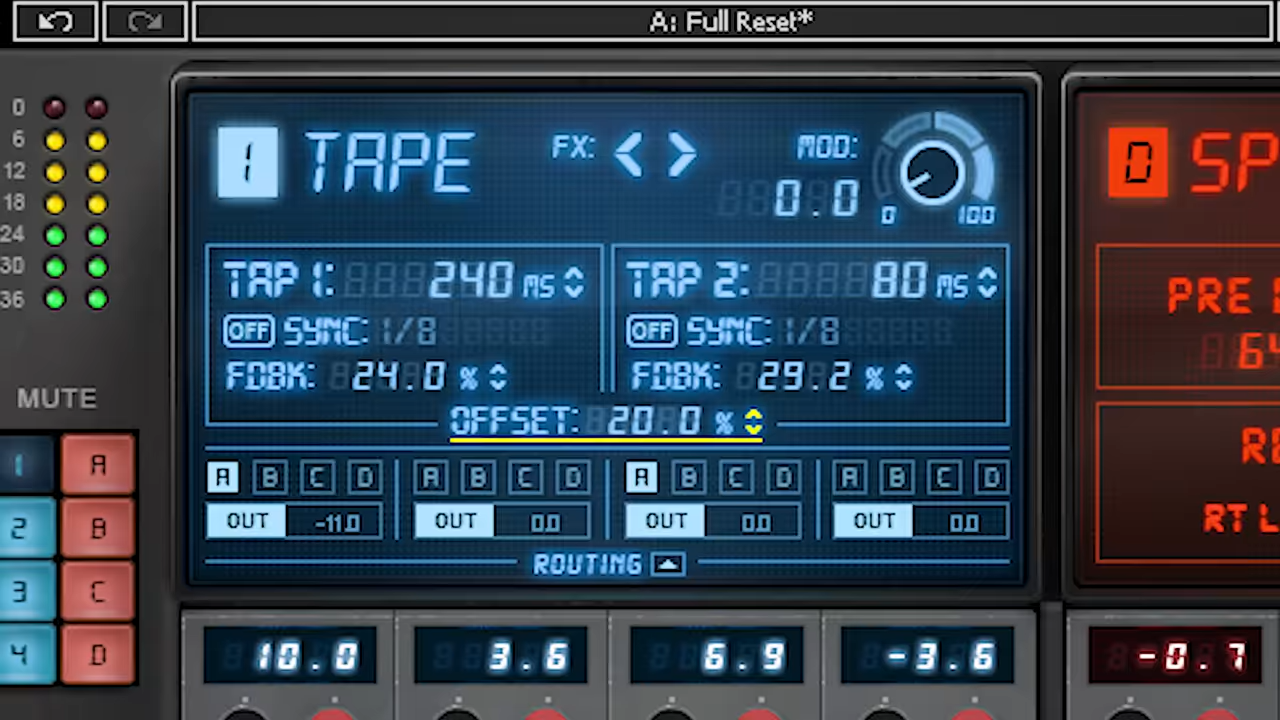 A: Full Reset*
0
6
12
18
24
30
36
MUTE
1 A
2 B
3 C
4 D
1 TAPE FX: MOD:
0.0 0 100
TAP 1: 240 MS TAP 2: 80 MS
OFF SYNC: 1/8 OFF SYNC: 1/8
FDBK: 24.0 % FDBK: 29.2 %
OFFSET: 20.0 %
A B C D A B C D A B C D A B C D
OUT -11.0 OUT 0.0 OUT 0.0 OUT 0.0
ROUTING
10.0 3.6 6.9 -3.6 -0.7
D SP
PRE
64
RE
RT L